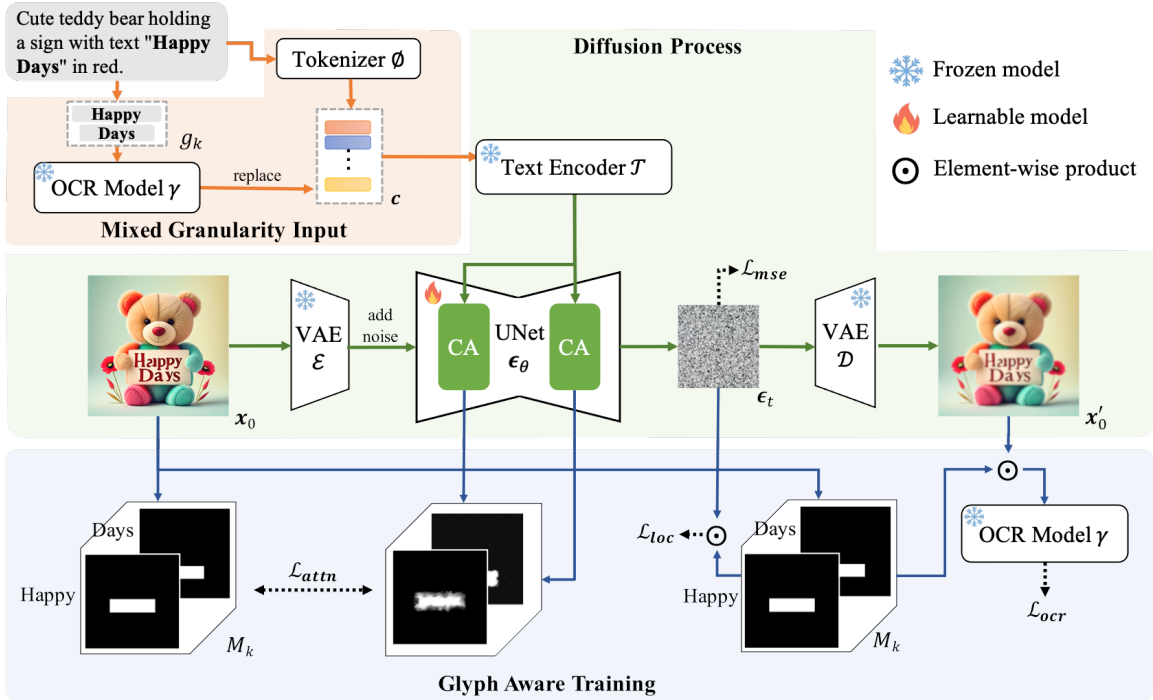 Cute teddy bear holding
a sign with text "Happy
Days" in red.
Tokenizer ∅
Happy
Days
g_k
OCR Model γ
replace
c
Mixed Granularity Input
Diffusion Process
Text Encoder 𝒯
Frozen model
Learnable model
Element-wise product
Happy
Days
x_0
VAE
ℰ
add
noise
CA
UNet
ϵ_θ
CA
ℒ_mse
ϵ_t
VAE
𝒟
Happy
Days
x′_0
Days
Happy
M_k
ℒ_attn
ℒ_loc
Days
Happy
M_k
OCR Model γ
ℒ_ocr
Glyph Aware Training